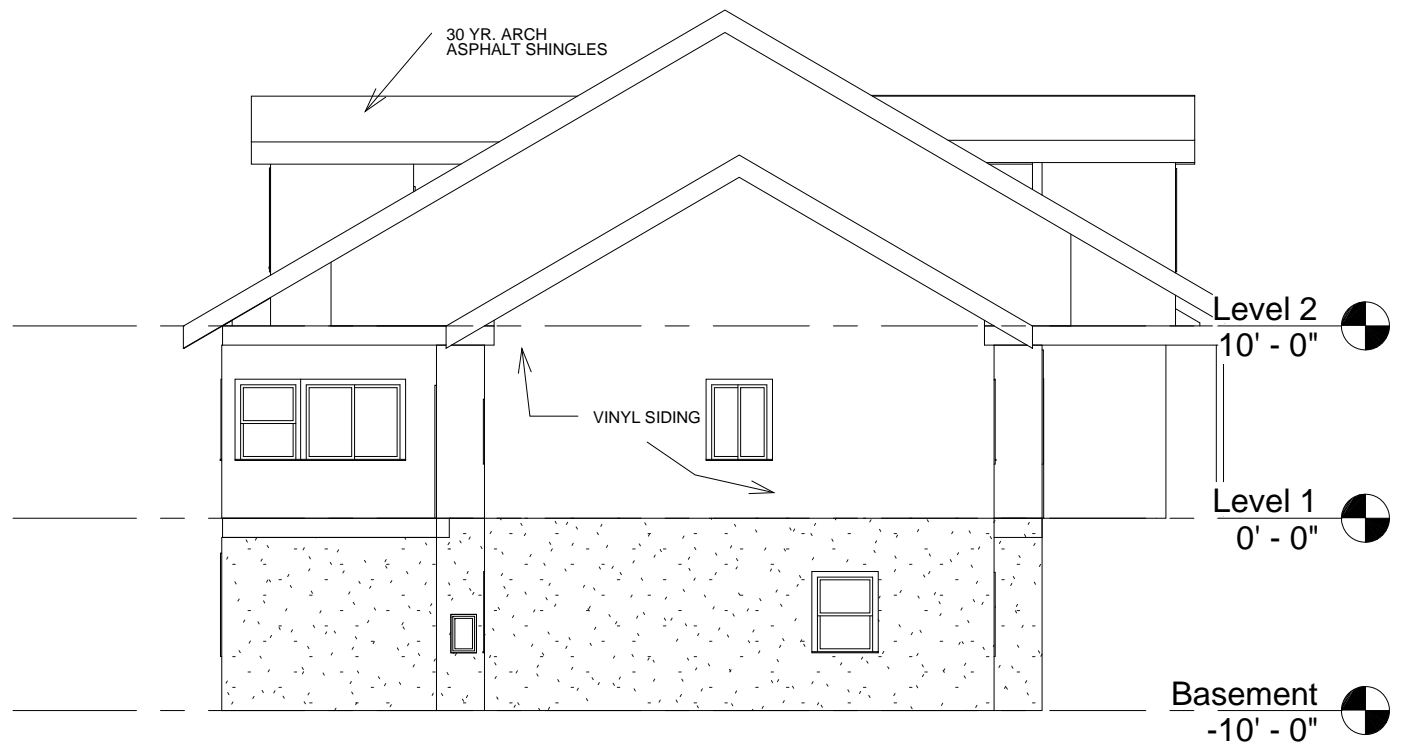 30 YR. ARCH
ASPHALT SHINGLES
Level 2
10' - 0"
VINYL SIDING
Level 1
0' - 0"
Basement
-10' - 0"